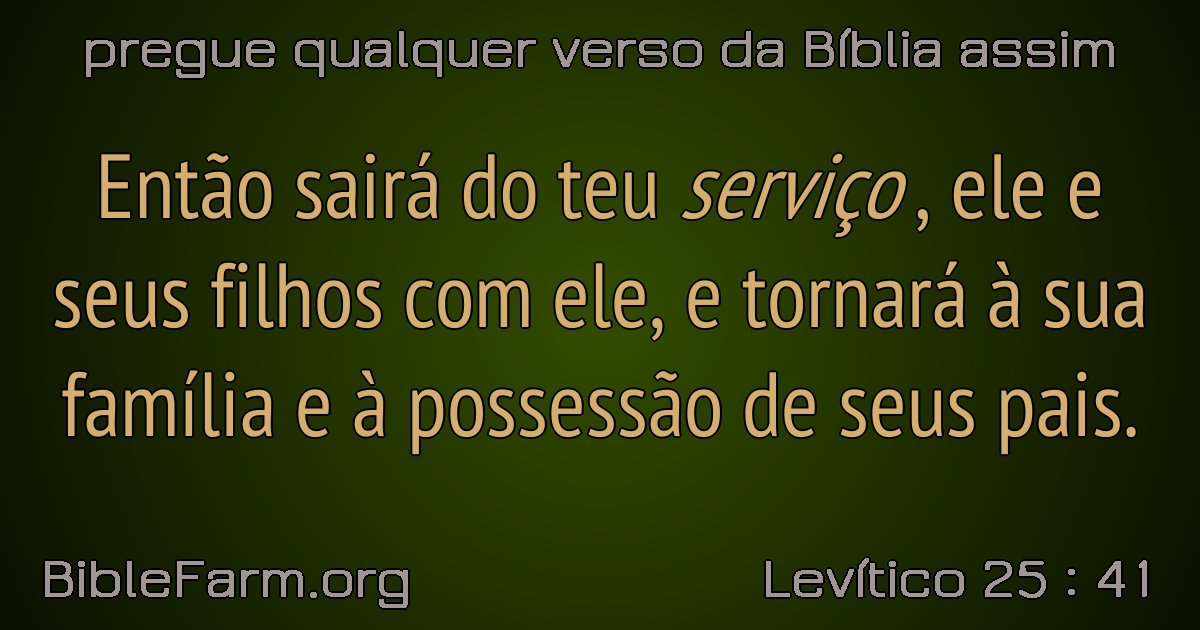 pregue qualquer verso da Bíblia assim
Então sairá do teu serviço , ele e
seus filhos com ele, e tornará à sua
família e à possessão de seus pais.
BibleFarm.org
Levítico 25 : 41